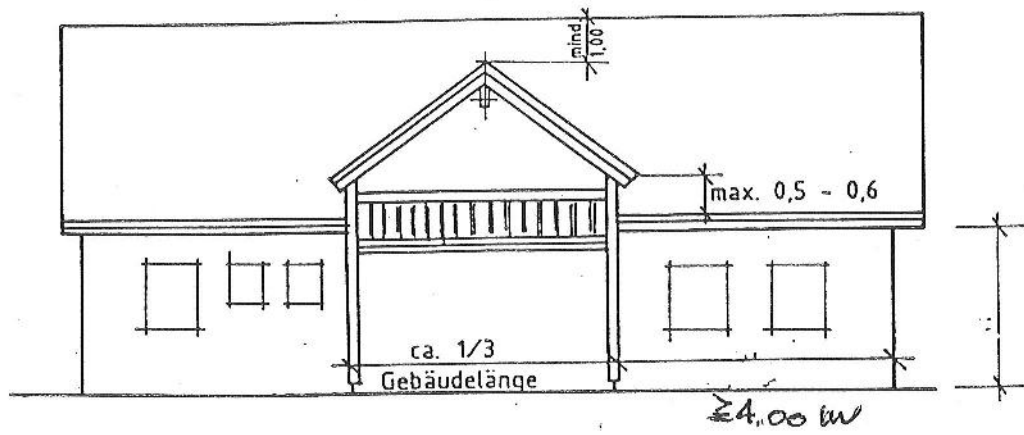 mind.
1,00
max. 0,5 - 0,6
ca. 1/3
Gebäudelänge
≥4,00 m